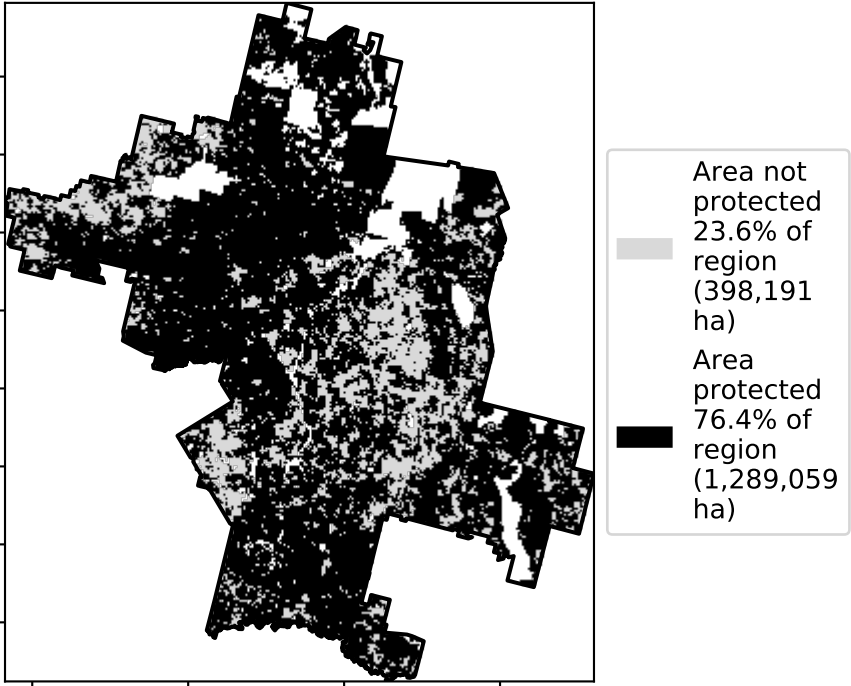 Area not
protected
23.6% of
region
(398,191
ha)
Area
protected
76.4% of
region
(1,289,059
ha)